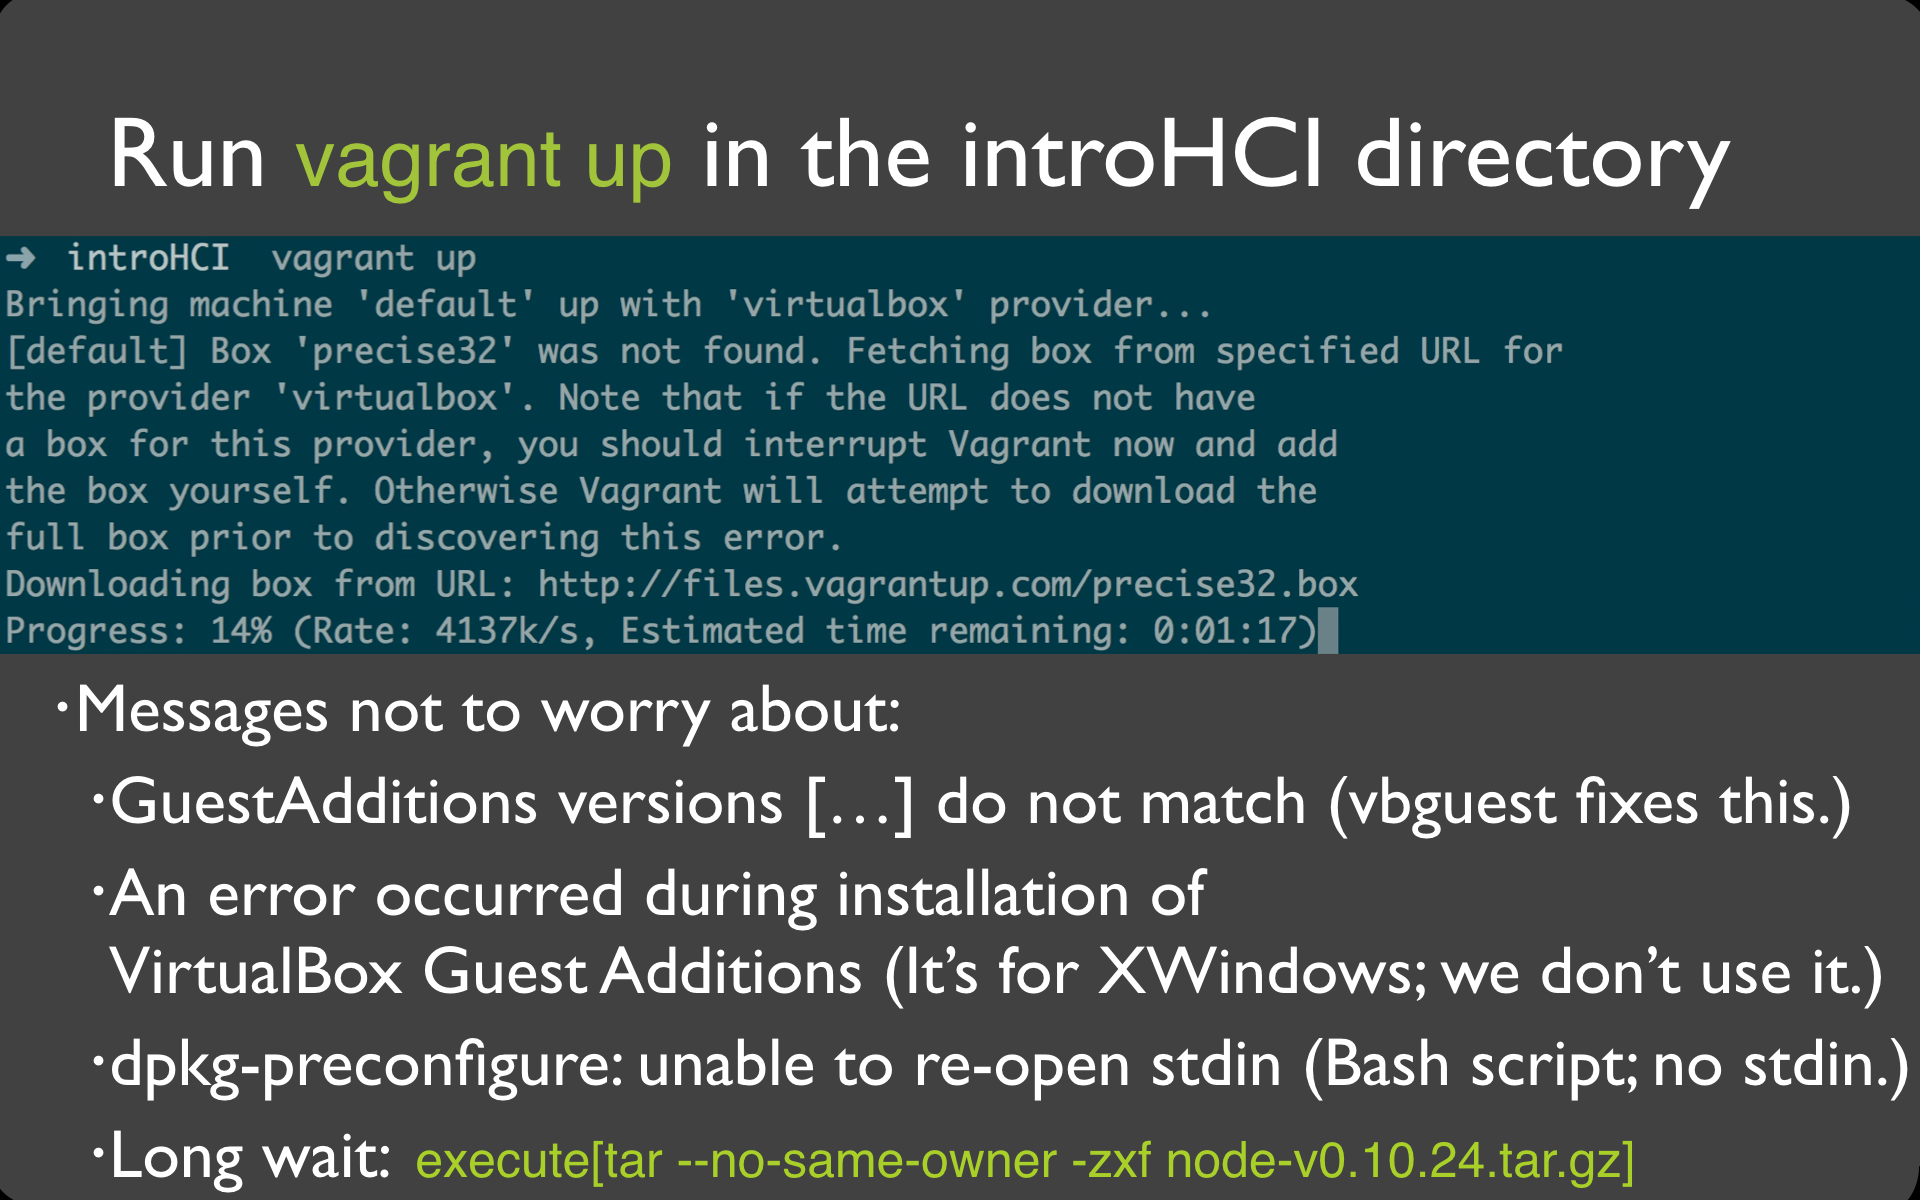 Run vagrant up in the introHCI directory
➜ introHCI vagrant up
Bringing machine 'default' up with 'virtualbox' provider...
[default] Box 'precise32' was not found. Fetching box from specified URL for
the provider 'virtualbox'. Note that if the URL does not have
a box for this provider, you should interrupt Vagrant now and add
the box yourself. Otherwise Vagrant will attempt to download the
full box prior to discovering this error.
Downloading box from URL: http://files.vagrantup.com/precise32.box
Progress: 14% (Rate: 4137k/s, Estimated time remaining: 0:01:17)
•Messages not to worry about:
•GuestAdditions versions […] do not match (vbguest fixes this.)
•An error occurred during installation of
VirtualBox Guest Additions (It’s for XWindows; we don’t use it.)
•dpkg-preconfigure: unable to re-open stdin (Bash script; no stdin.)
•Long wait: execute[tar --no-same-owner -zxf node-v0.10.24.tar.gz]